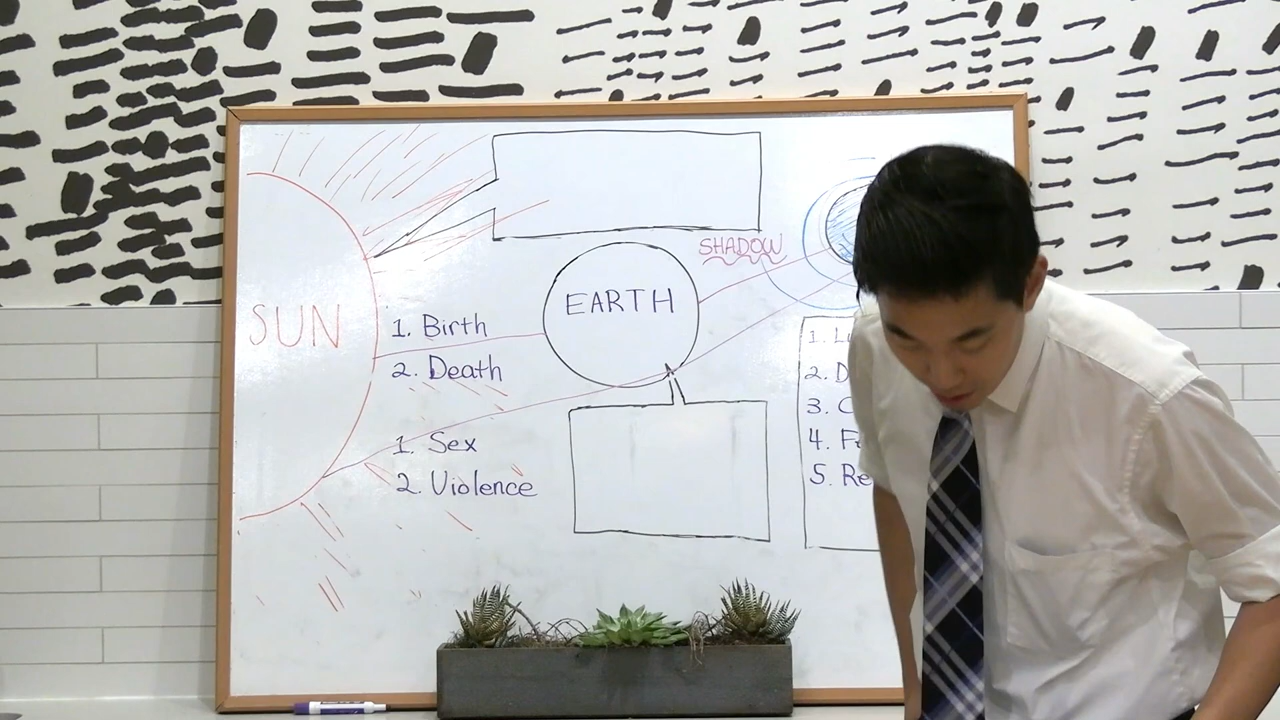 SHADOW
EARTH
SUN
1. Birth
2. Death
1. Sex
2. Violence
1.
2.
3.
4.
5.